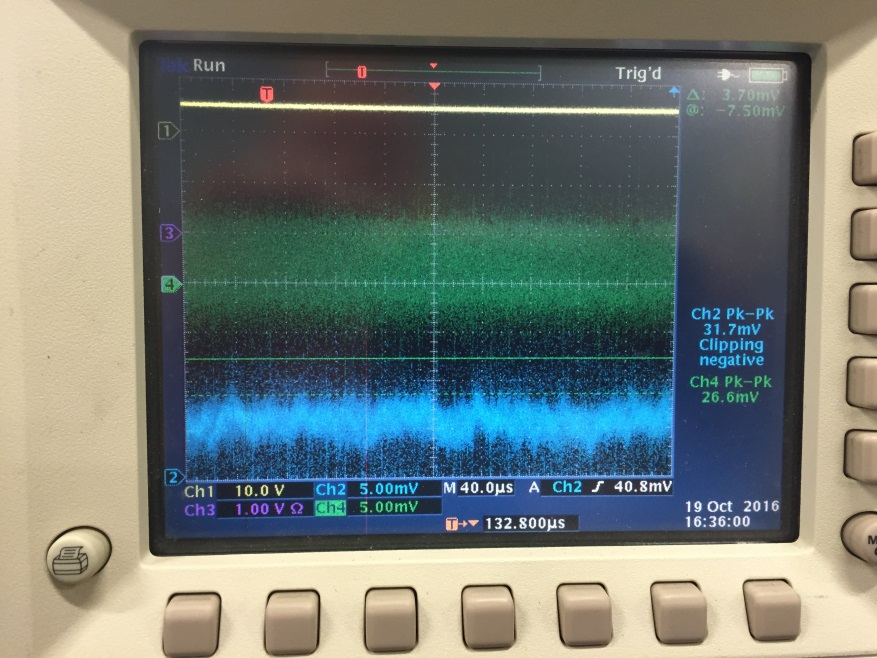 Tek Run Trig'd
T
T
Δ: 3.70mV
@: -7.50mV
1
3
4
2
Ch2 Pk-Pk
31.7mV
Clipping
negative
Ch4 Pk-Pk
26.6mV
Ch1 10.0 V Ch2 5.00mV M 40.0µs A Ch2 40.8mV
Ch3 1.00 V Ω Ch4 5.00mV
T 132.800µs
19 Oct 2016
16:36:00